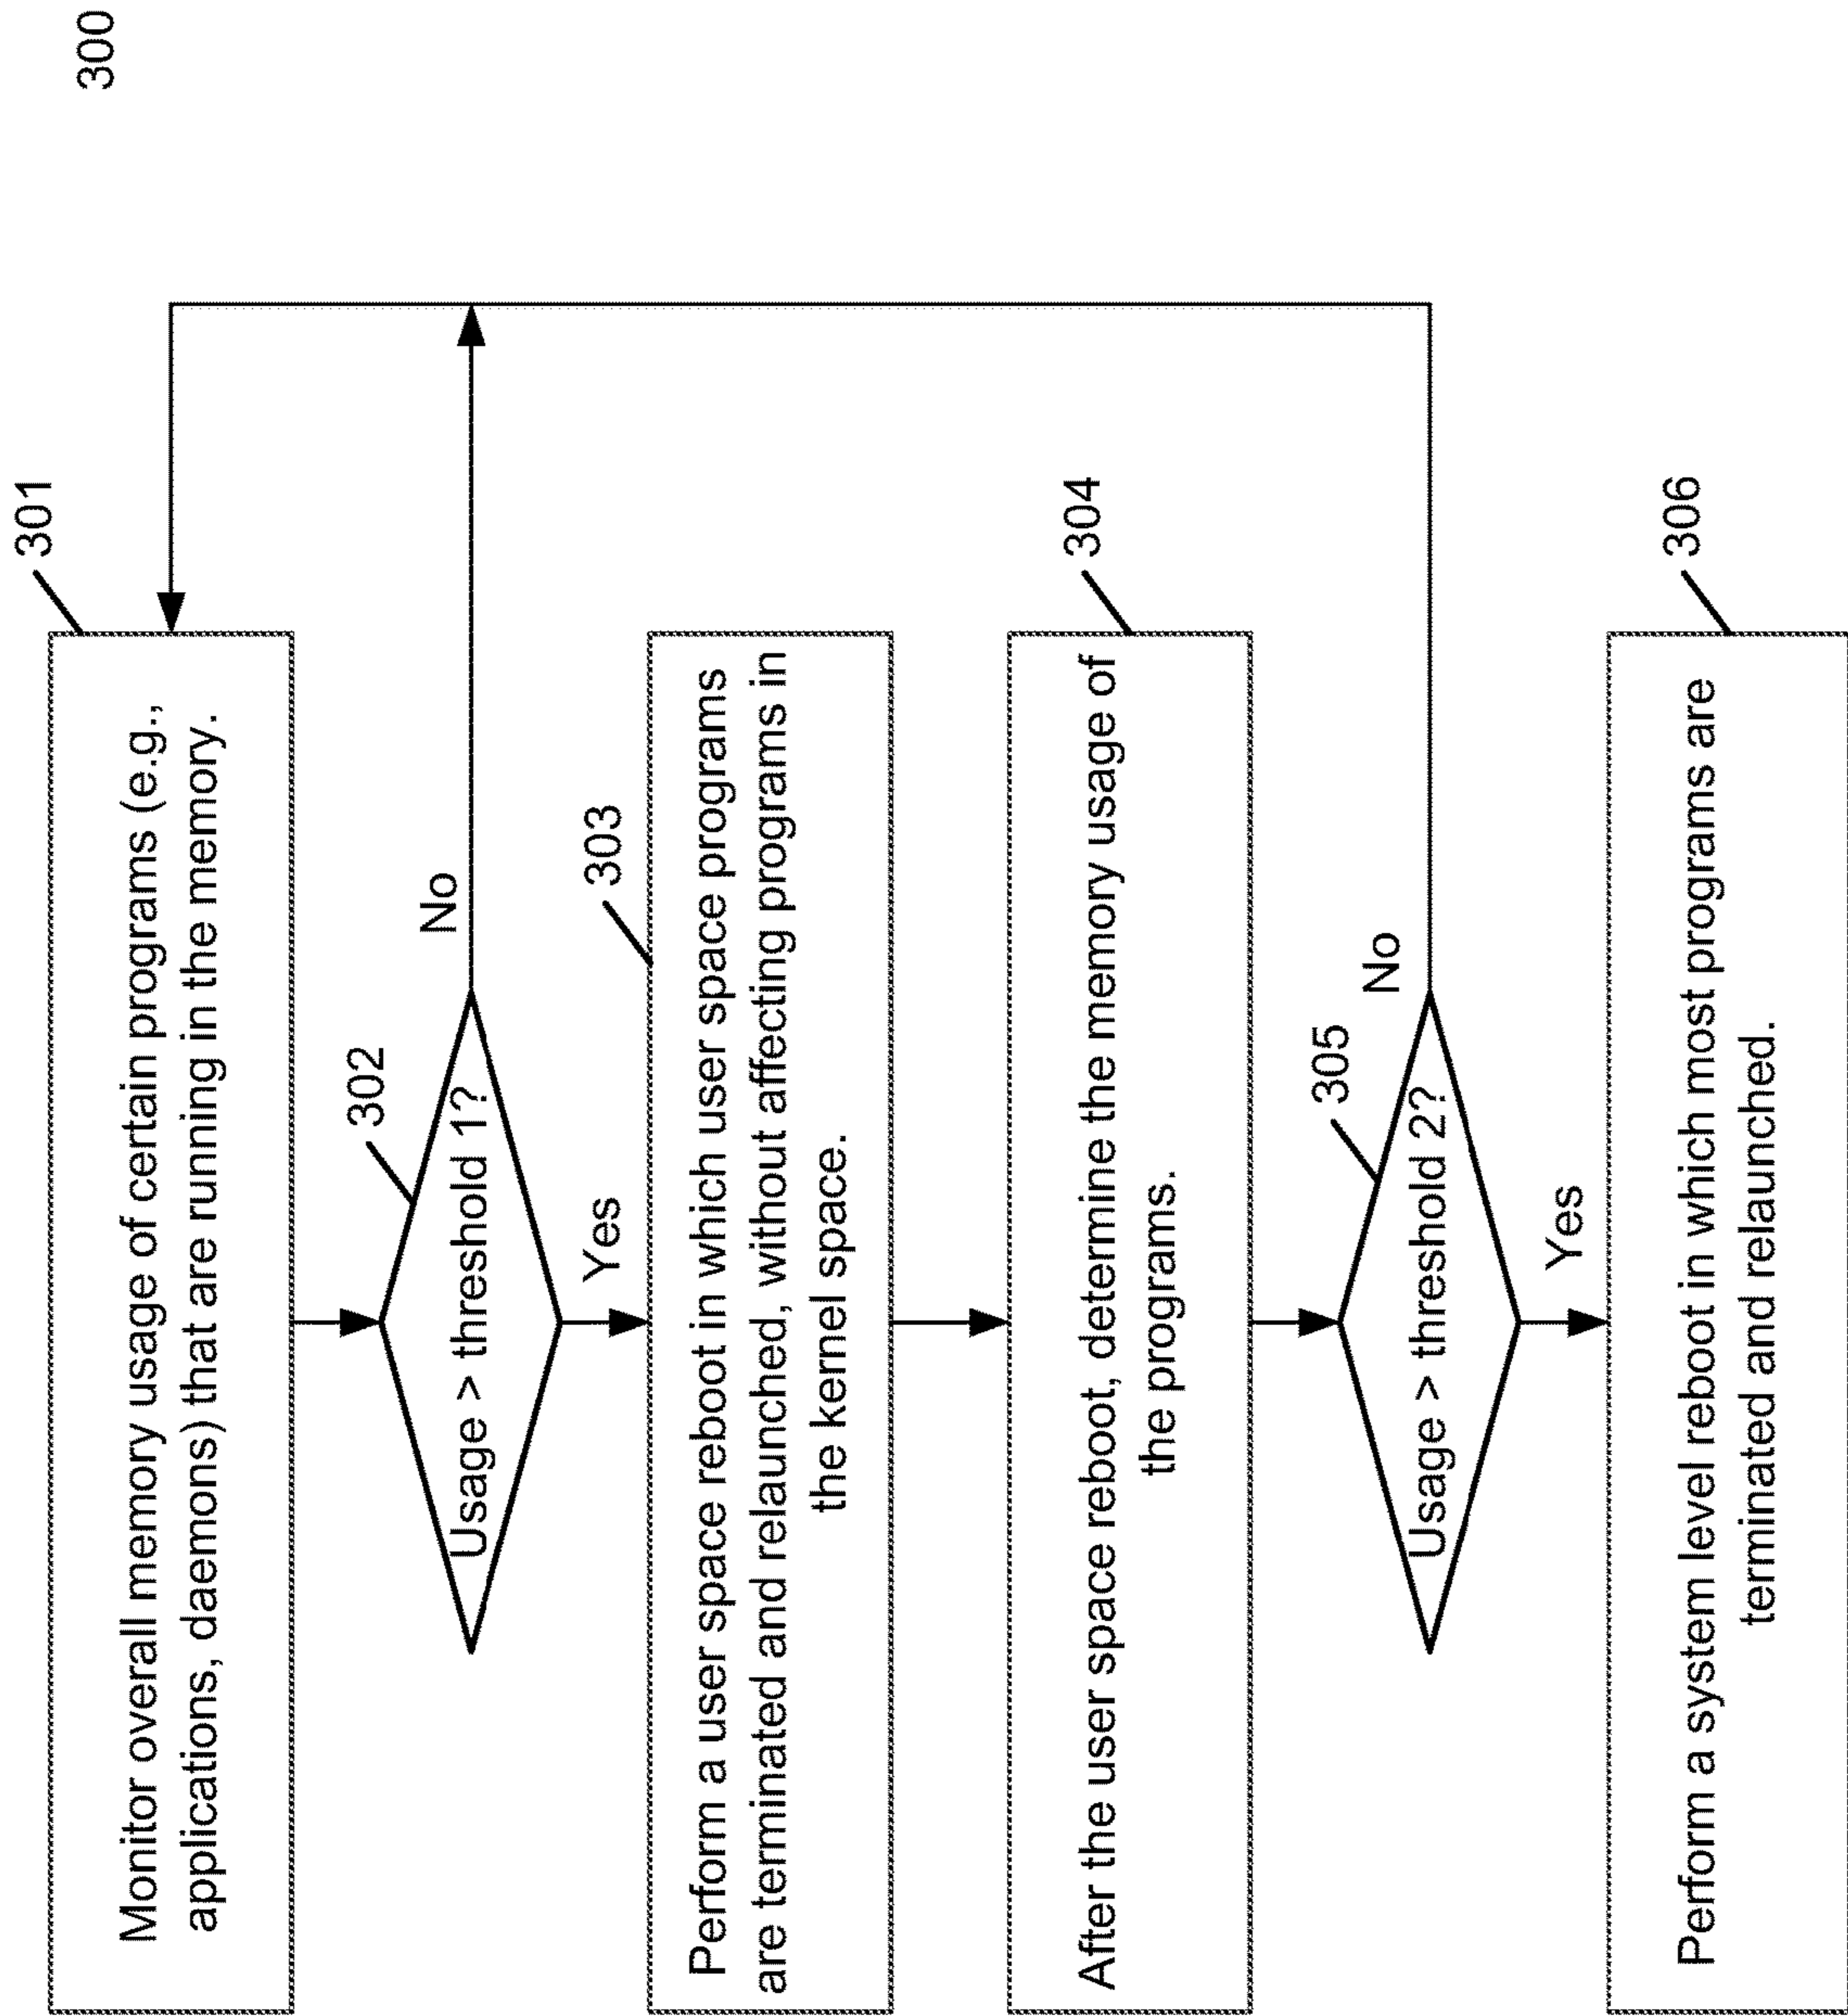 300
301
Monitor overall memory usage of certain programs (e.g.,
applications, daemons) that are running in the memory.
302
Usage > threshold 1?
No
Yes
303
Perform a user space reboot in which user space programs
are terminated and relaunched, without affecting programs in
the kernel space.
304
After the user space reboot, determine the memory usage of
the programs.
305
Usage > threshold 2?
No
Yes
306
Perform a system level reboot in which most programs are
terminated and relaunched.